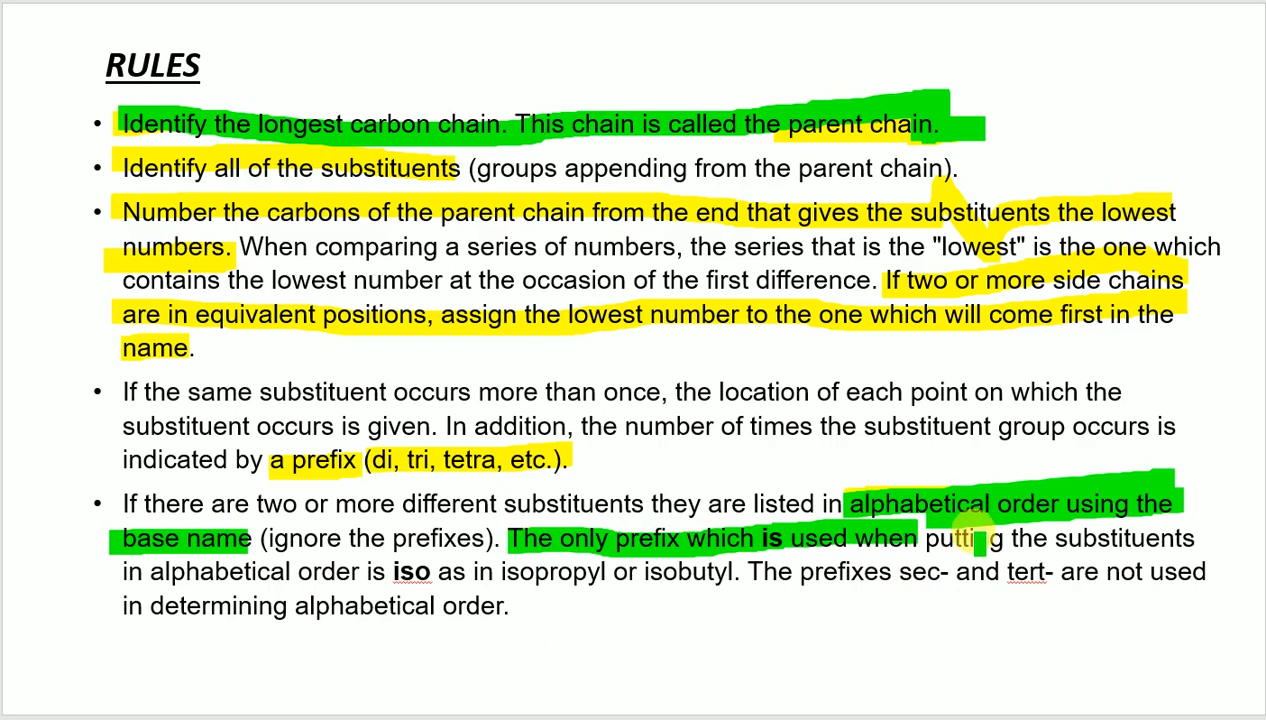 RULES
• Identify the longest carbon chain. This chain is called the parent chain.
• Identify all of the substituents (groups appending from the parent chain).
• Number the carbons of the parent chain from the end that gives the substituents the lowest
numbers. When comparing a series of numbers, the series that is the "lowest" is the one which
contains the lowest number at the occasion of the first difference. If two or more side chains
are in equivalent positions, assign the lowest number to the one which will come first in the
name.
• If the same substituent occurs more than once, the location of each point on which the
substituent occurs is given. In addition, the number of times the substituent group occurs is
indicated by a prefix (di, tri, tetra, etc.).
• If there are two or more different substituents they are listed in alphabetical order using the
base name (ignore the prefixes). The only prefix which is used when putting the substituents
in alphabetical order is iso as in isopropyl or isobutyl. The prefixes sec- and tert- are not used
in determining alphabetical order.